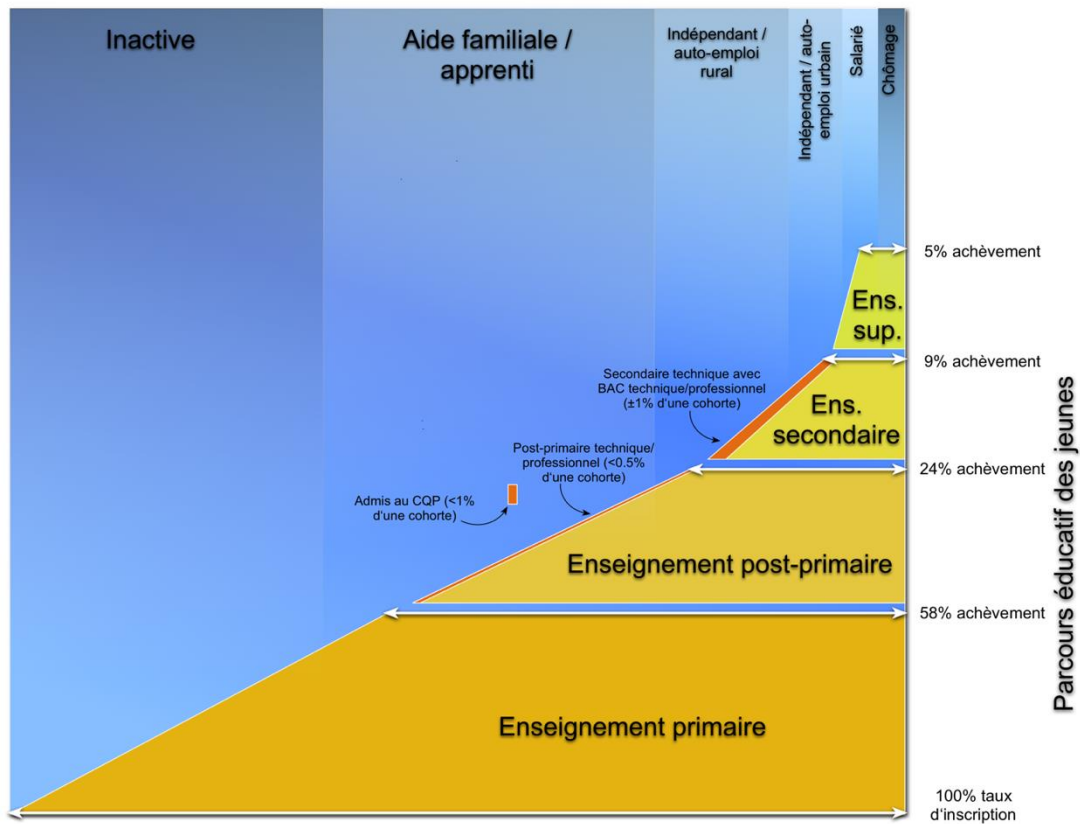 Inactive
Aide familiale /
apprenti
Indépendant /
auto-emploi
rural
Indépendant / auto-
emploi urbain
Salarié
Chômage
5% achèvement
Ens.
sup.
9% achèvement
Secondaire technique avec
BAC technique/professionnel
(±1% d'une cohorte)
Ens.
secondaire
Post-primaire technique/
professionnel (<0.5%
d'une cohorte)
24% achèvement
Admis au CQP (<1%
d'une cohorte)
Enseignement post-primaire
58% achèvement
Enseignement primaire
100% taux
d'inscription
Parcours éducatif des jeunes